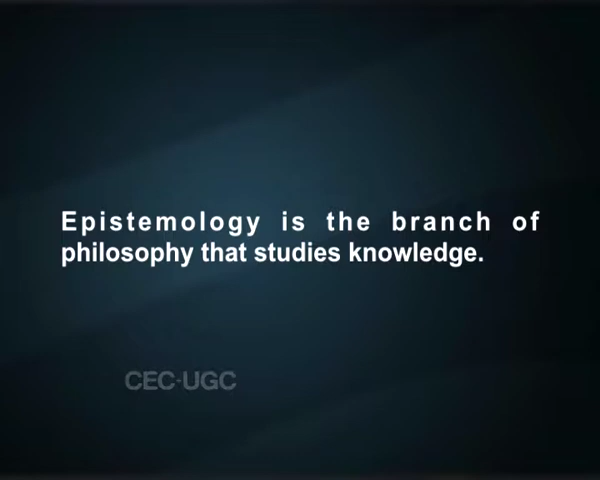 Epistemology is the branch of
philosophy that studies knowledge.
CEC-UGC